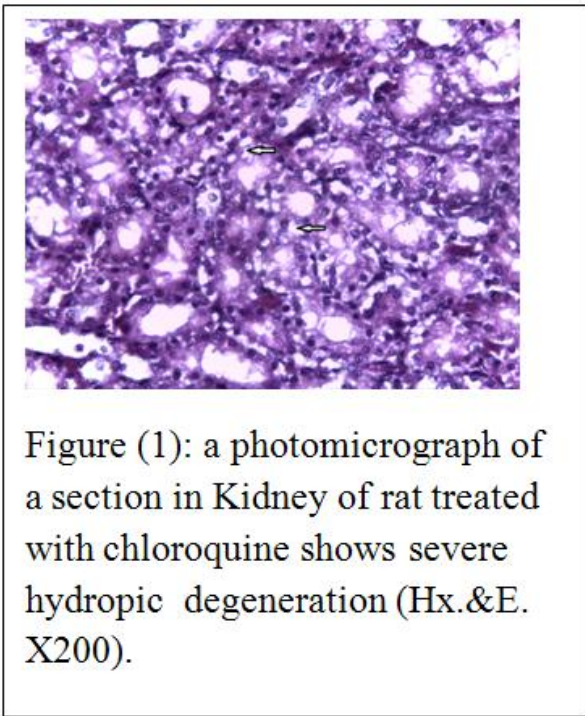 Figure (1): a photomicrograph of
a section in Kidney of rat treated
with chloroquine shows severe
hydropic degeneration (Hx.&E.
X200).